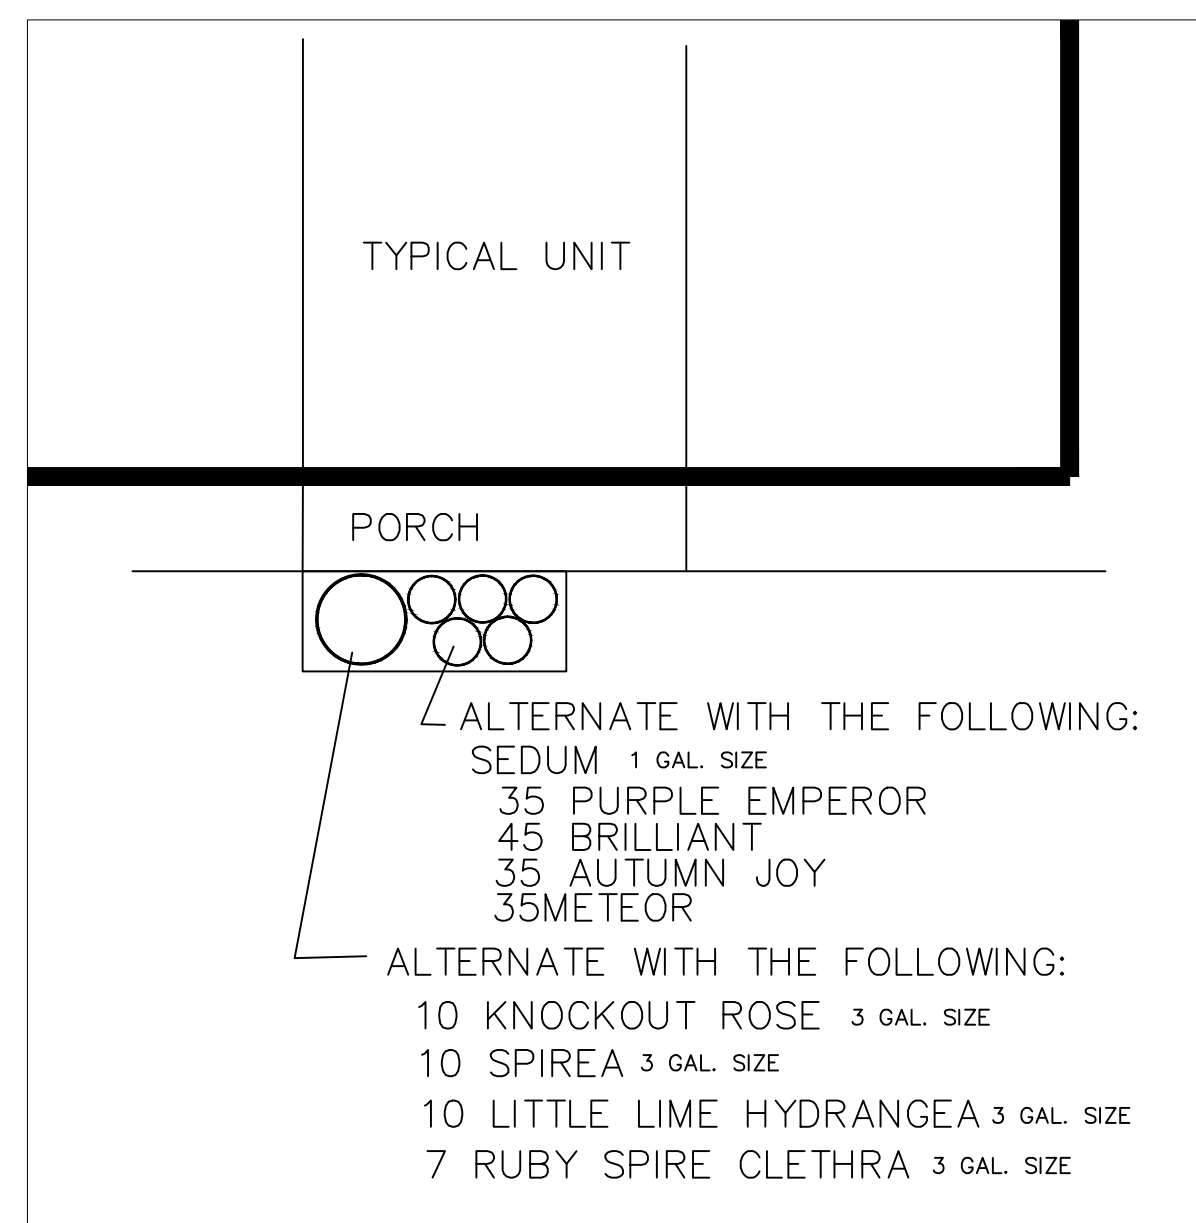 TYPICAL UNIT
PORCH
ALTERNATE WITH THE FOLLOWING:
SEDUM 1 GAL. SIZE
35 PURPLE EMPEROR
45 BRILLIANT
35 AUTUMN JOY
35METEOR
ALTERNATE WITH THE FOLLOWING:
10 KNOCKOUT ROSE 3 GAL. SIZE
10 SPIREA 3 GAL. SIZE
10 LITTLE LIME HYDRANGEA 3 GAL. SIZE
7 RUBY SPIRE CLETHRA 3 GAL. SIZE